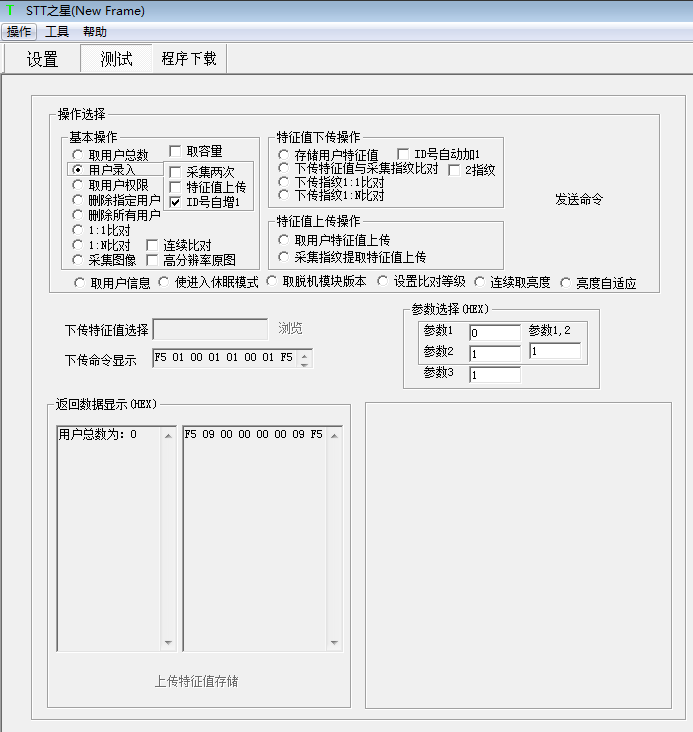 STT之星(New Frame)
操作 工具 帮助
设置 测试 程序下载
操作选择
基本操作
取用户总数 取容量
用户录入 采集两次
取用户权限 特征值上传
删除指定用户 ID号自增1
删除所有用户
1:1比对
1:N比对 连续比对
采集图像 高分辨率原图
特征值下传操作
存储用户特征值 ID号自动加1
下传特征值与采集指纹比对 2指纹
下传指纹1:1比对
下传指纹1:N比对
特征值上传操作
取用户特征值上传
采集指纹提取特征值上传
发送命令
取用户信息 使进入休眠模式 取脱机模块版本 设置比对等级 连续取亮度 亮度自适应
下传特征值选择 浏览
下传命令显示 F5 01 00 01 01 00 01 F5
参数选择(HEX)
参数1 0 参数1,2
参数2 1 1
参数3 1
返回数据显示(HEX)
用户总数为: 0 F5 09 00 00 00 00 09 F5
上传特征值存储